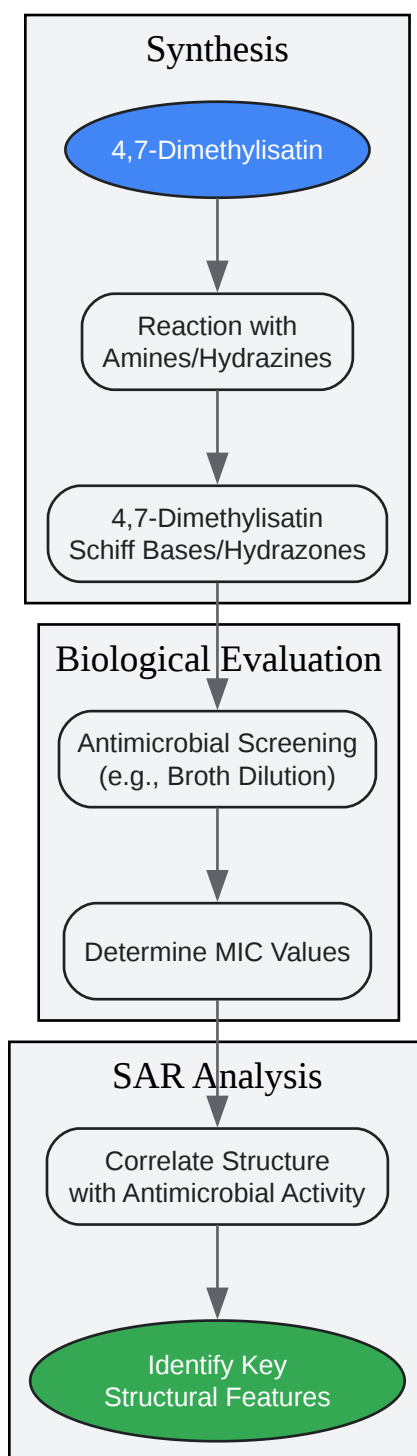 Synthesis
4,7-Dimethylisatin
Reaction with
Amines/Hydrazines
4,7-Dimethylisatin
Schiff Bases/Hydrazones
Biological Evaluation
Antimicrobial Screening
(e.g., Broth Dilution)
Determine MIC Values
SAR Analysis
Correlate Structure
with Antimicrobial Activity
Identify Key
Structural Features